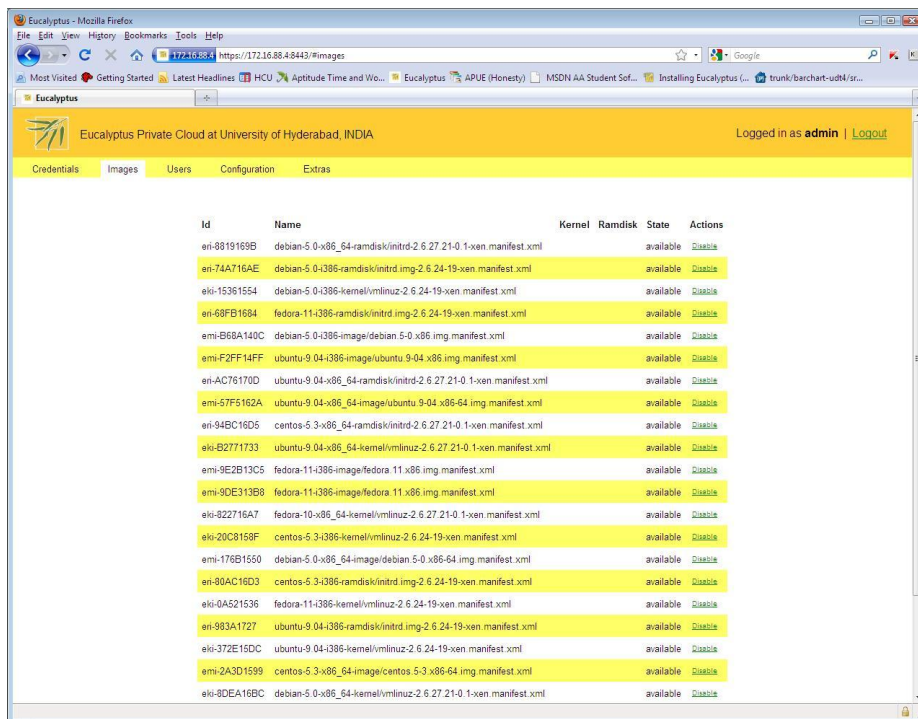 Eucalyptus - Mozilla Firefox
File Edit View History Bookmarks Tools Help
172.16.88.4 https://172.16.88.4:8443/#images
Google
Most Visited Getting Started Latest Headlines HCU Aptitude Time and Wo... Eucalyptus APUE (Honesty) MSDN AA Student Sof... Installing Eucalyptus (... trunk/barchart-udt4/sr...
Eucalyptus
Eucalyptus Private Cloud at University of Hyderabad, INDIA Logged in as admin | Logout
Credentials Images Users Configuration Extras
Id Name Kernel Ramdisk State Actions
eri-8819169B debian-5.0-x86_64-ramdisk/initrd-2.6.27.21-0.1-xen.manifest.xml available Disable
eri-74A716AE debian-5.0-i386-ramdisk/initrd.img-2.6.24-19-xen.manifest.xml available Disable
eki-15361554 debian-5.0-i386-kernel/vmlinuz-2.6.24-19-xen.manifest.xml available Disable
eri-68FB1684 fedora-11-i386-ramdisk/initrd.img-2.6.24-19-xen.manifest.xml available Disable
emi-B68A140C debian-5.0-i386-image/debian.5-0.x86.img.manifest.xml available Disable
emi-F2FF14FF ubuntu-9.04-i386-image/ubuntu.9-04.x86.img.manifest.xml available Disable
eri-AC76170D ubuntu-9.04-x86_64-ramdisk/initrd-2.6.27.21-0.1-xen.manifest.xml available Disable
emi-57F5162A ubuntu-9.04-x86_64-image/ubuntu.9-04.x86-64.img.manifest.xml available Disable
eri-94BC16D5 centos-5.3-x86_64-ramdisk/initrd-2.6.27.21-0.1-xen.manifest.xml available Disable
eki-B2771733 ubuntu-9.04-x86_64-kernel/vmlinuz-2.6.27.21-0.1-xen.manifest.xml available Disable
emi-9E2B13C5 fedora-11-i386-image/fedora.11.x86.img.manifest.xml available Disable
emi-9DE313B8 fedora-11-i386-image/fedora.11.x86.img.manifest.xml available Disable
eki-822716A7 fedora-10-x86_64-kernel/vmlinuz-2.6.27.21-0.1-xen.manifest.xml available Disable
eki-20C8158F centos-5.3-i386-kernel/vmlinuz-2.6.24-19-xen.manifest.xml available Disable
emi-176B1550 debian-5.0-x86_64-image/debian.5-0.x86-64.img.manifest.xml available Disable
eri-80AC16D3 centos-5.3-i386-ramdisk/initrd.img-2.6.24-19-xen.manifest.xml available Disable
eki-0A521536 fedora-11-i386-kernel/vmlinuz-2.6.24-19-xen.manifest.xml available Disable
eri-983A1727 ubuntu-9.04-i386-ramdisk/initrd.img-2.6.24-19-xen.manifest.xml available Disable
eki-372E15DC ubuntu-9.04-i386-kernel/vmlinuz-2.6.24-19-xen.manifest.xml available Disable
emi-2A3D1599 centos-5.3-x86_64-image/centos.5-3.x86-64.img.manifest.xml available Disable
eki-8DEA16BC debian-5.0-x86_64-kernel/vmlinuz-2.6.27.21-0.1-xen.manifest.xml available Disable